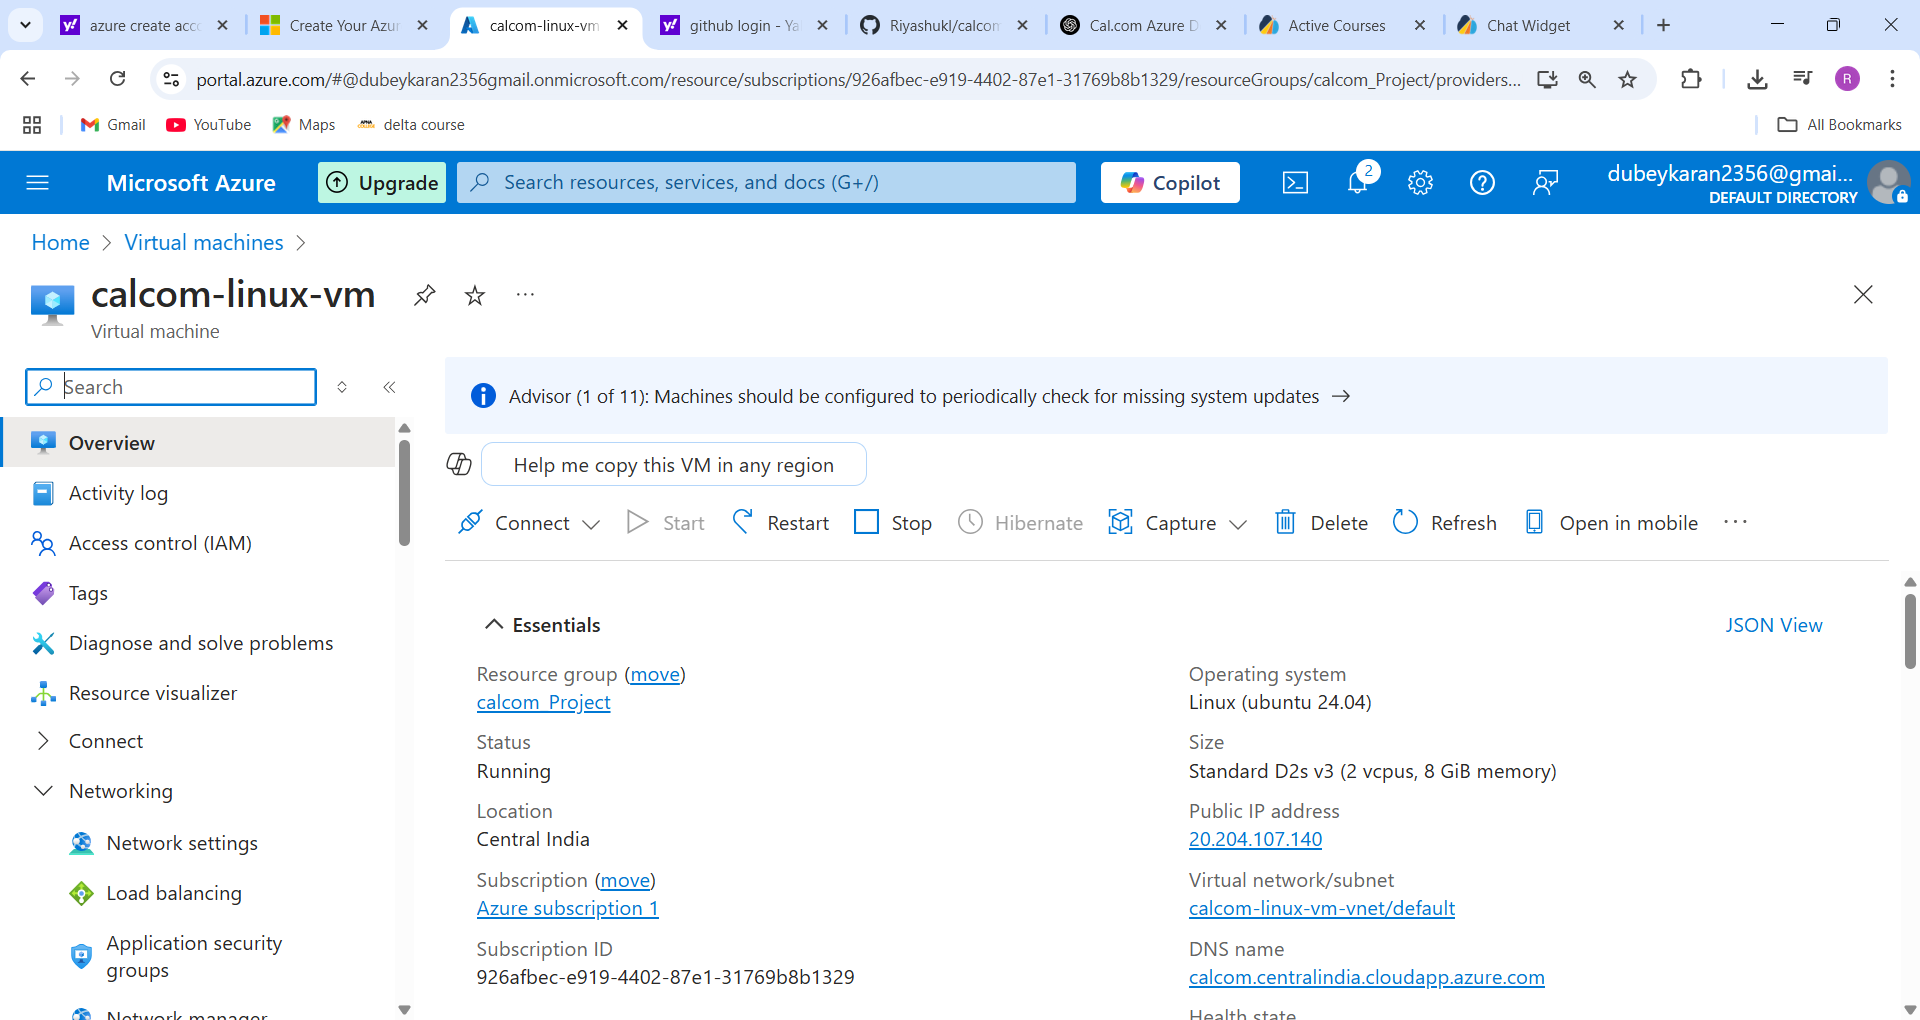 azure create acc
Create Your Azur
calcom-linux-vm
github login - Ya
Riyashukl/calcom
Cal.com Azure D
Active Courses
Chat Widget
portal.azure.com/#@dubeykaran2356gmail.onmicrosoft.com/resource/subscriptions/926afbec-e919-4402-87e1-31769b8b1329/resourceGroups/calcom_Project/providers...
R
Gmail
YouTube
Maps
delta course
All Bookmarks
Microsoft Azure
Upgrade
Search resources, services, and docs (G+/)
Copilot
2
dubeykaran2356@gmai...
DEFAULT DIRECTORY
Home > Virtual machines >
calcom-linux-vm
Virtual machine
Search
Overview
Activity log
Access control (IAM)
Tags
Diagnose and solve problems
Resource visualizer
Connect
Networking
Network settings
Load balancing
Application security
groups
Network manager
Advisor (1 of 11): Machines should be configured to periodically check for missing system updates →
Help me copy this VM in any region
Connect
Start
Restart
Stop
Hibernate
Capture
Delete
Refresh
Open in mobile
Essentials
JSON View
Resource group (move)
calcom_Project
Status
Running
Location
Central India
Subscription (move)
Azure subscription 1
Subscription ID
926afbec-e919-4402-87e1-31769b8b1329
Operating system
Linux (ubuntu 24.04)
Size
Standard D2s v3 (2 vcpus, 8 GiB memory)
Public IP address
20.204.107.140
Virtual network/subnet
calcom-linux-vm-vnet/default
DNS name
calcom.centralindia.cloudapp.azure.com
Health state